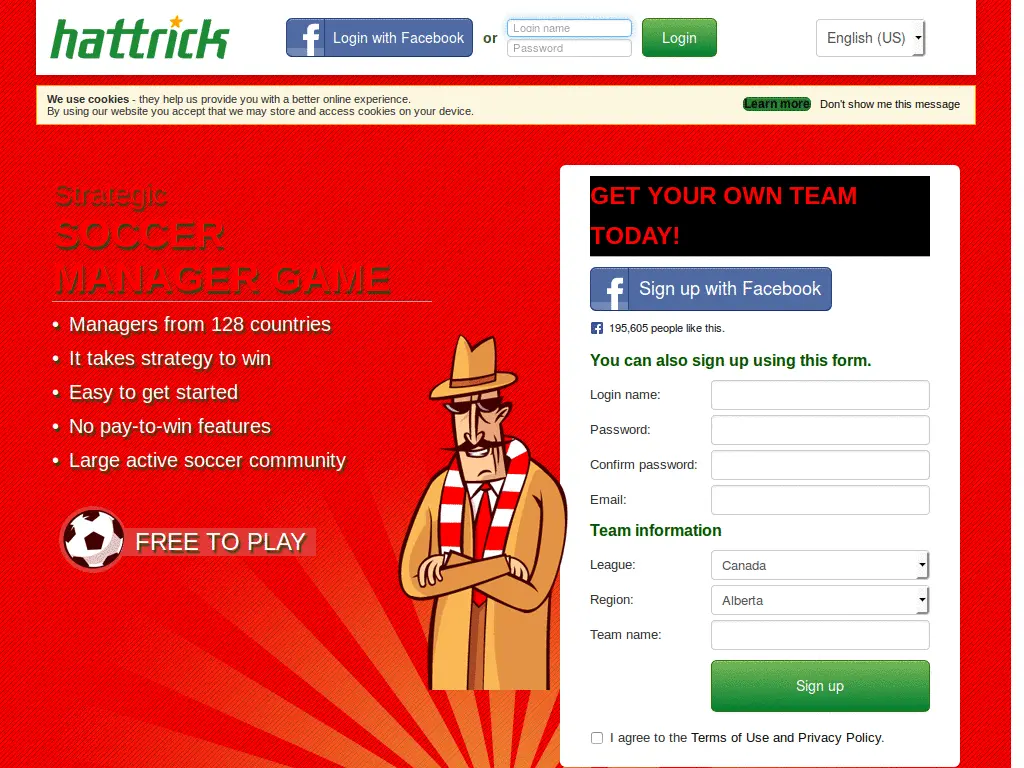 hattrick
Login with Facebook
or
Login name
Password
Login
English (US)
We use cookies - they help us provide you with a better online experience.
By using our website you accept that we may store and access cookies on your device.
Learn more
Don't show me this message
Strategic
SOCCER
MANAGER GAME
• Managers from 128 countries
• It takes strategy to win
• Easy to get started
• No pay-to-win features
• Large active soccer community
FREE TO PLAY
GET YOUR OWN TEAM
TODAY!
Sign up with Facebook
195,605 people like this.
You can also sign up using this form.
Login name:
Password:
Confirm password:
Email:
Team information
League: Canada
Region: Alberta
Team name:
Sign up
I agree to the Terms of Use and Privacy Policy.